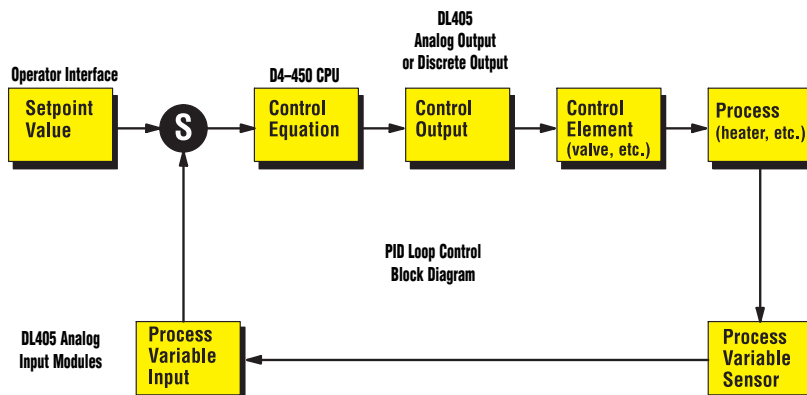 DL405
Analog Output
or Discrete Output
Operator Interface
D4–450 CPU
Setpoint
Value
S
Control
Equation
Control
Output
Control
Element
(valve, etc.)
Process
(heater, etc.)
PID Loop Control
Block Diagram
DL405 Analog
Input Modules
Process
Variable
Input
Process
Variable
Sensor